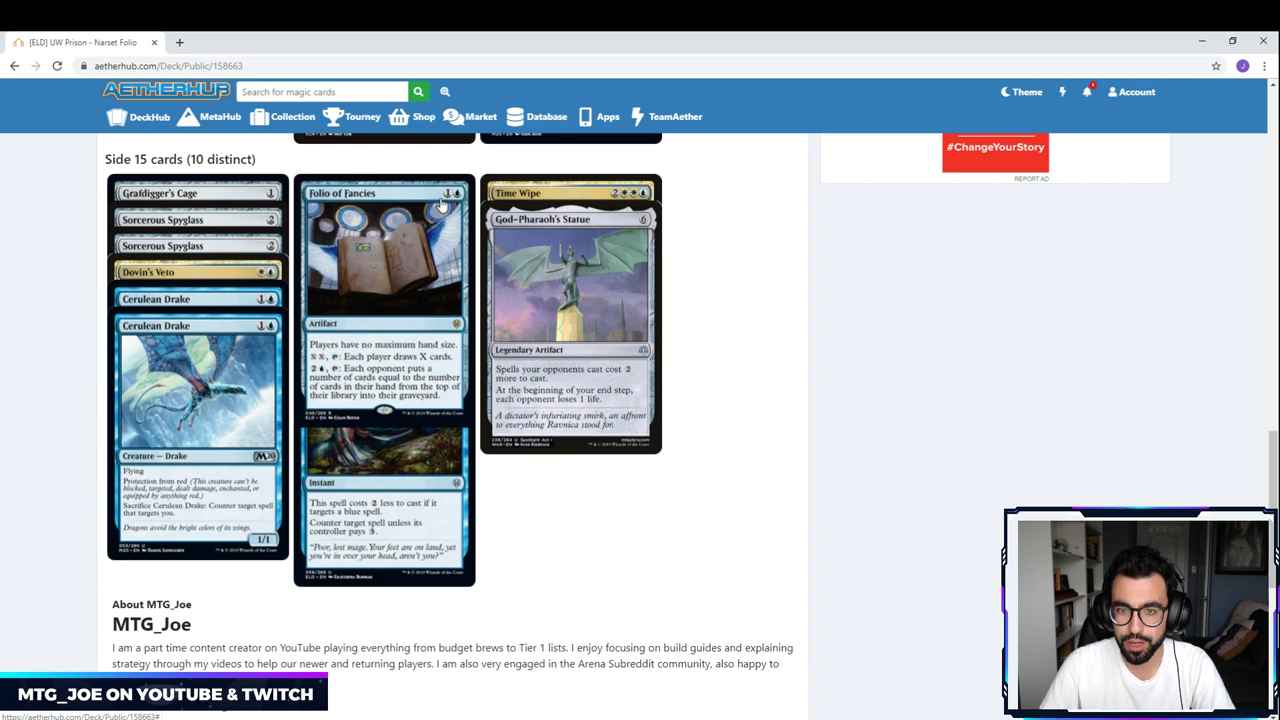 [ELD] UW Prison - Narset Folio
aetherhub.com/Deck/Public/158663
J
AETHERHUB
Search for magic cards
Theme
Account
DeckHub
MetaHub
Collection
Tourney
Shop
Market
Database
Apps
TeamAether
#ChangeYourStory
REPORT AD
Side 15 cards (10 distinct)
Grafdigger's Cage 1
Sorcerous Spyglass 2
Sorcerous Spyglass 2
Dovin's Veto
Cerulean Drake 1
Cerulean Drake 1
Creature — Drake
M20
Flying
Protection from red (This creature can't be
blocked, targeted, dealt damage, enchanted, or
equipped by anything red.)
Sacrifice Cerulean Drake: Counter target spell
that targets you.
Dragons avoid the bright colors of its wings.
1/1
Folio of Fancies 1
Artifact
Players have no maximum hand size.
X X, : Each player draws X cards.
2 , : Each opponent puts a
number of cards equal to the number
of cards in their hand from the top of
their library into their graveyard.
Instant
This spell costs 2 less to cast if it
targets a blue spell.
Counter target spell unless its
controller pays 3.
"Poor, lost mage. Your feet are on land, yet
you're in over your head, aren't you?"
Time Wipe 2
God-Pharaoh's Statue 6
Legendary Artifact
Spells your opponents cast cost 2
more to cast.
At the beginning of your end step,
each opponent loses 1 life.
A dictator's infuriating smirk, an affront
to everything Ravnica stood for.
About MTG_Joe
MTG_Joe
I am a part time content creator on YouTube playing everything from budget brews to Tier 1 lists. I enjoy focusing on build guides and explaining
strategy through my videos to help our newer and returning players. I am also very engaged in the Arena Subreddit community, also happy to
MTG_JOE ON YOUTUBE & TWITCH
https://aetherhub.com/Deck/Public/158663#